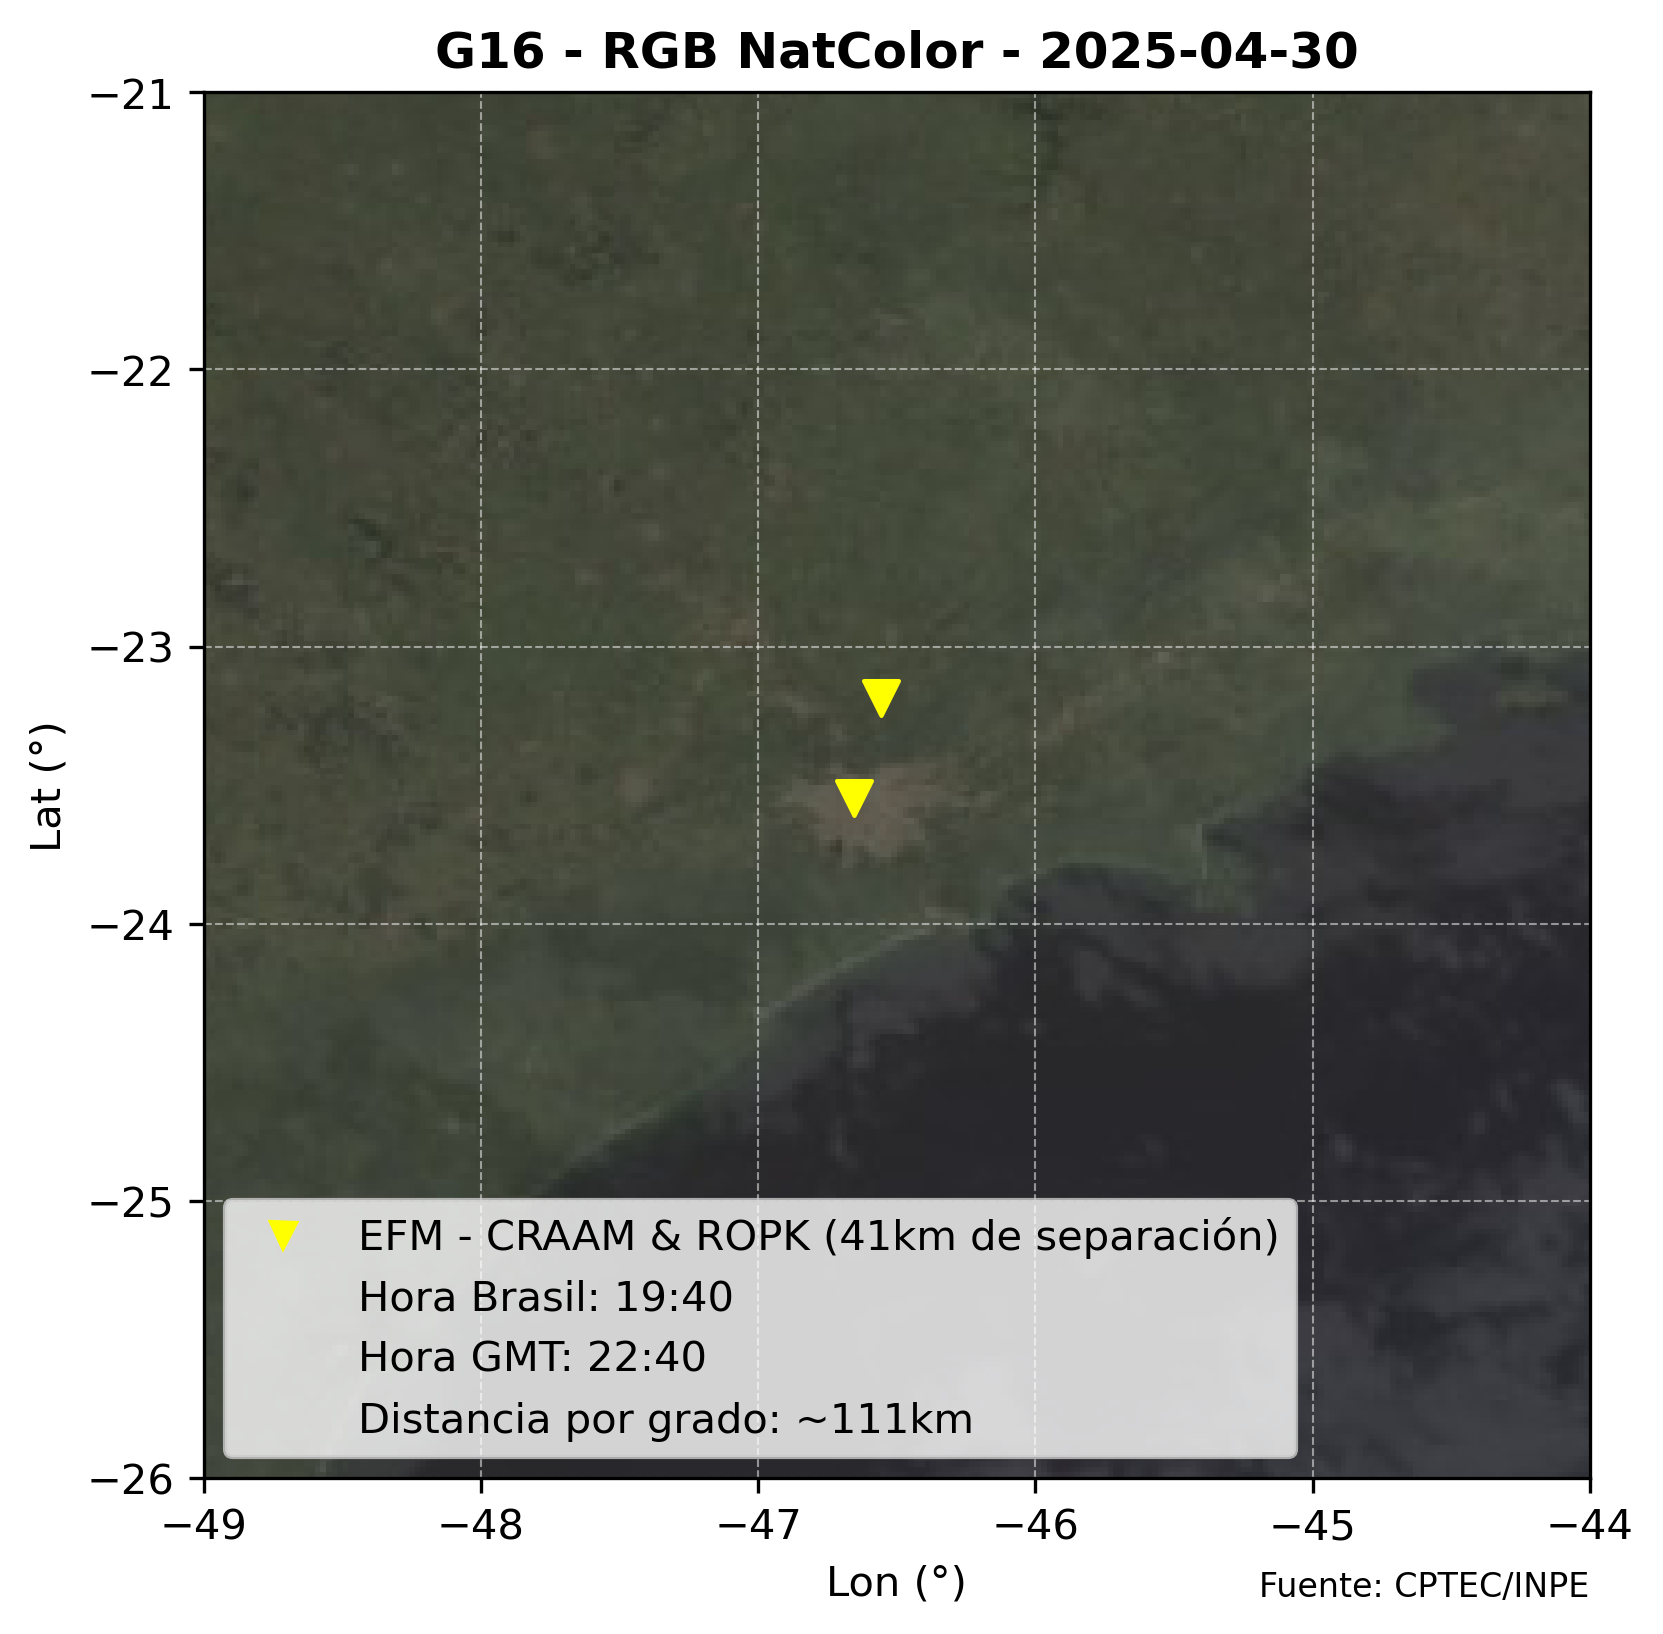 G16 - RGB NatColor - 2025-04-30
−21
−22
−23
−24
−25
−26
Lat (°)
EFM - CRAAM & ROPK (41km de separación)
Hora Brasil: 19:40
Hora GMT: 22:40
Distancia por grado: ~111km
−49 −48 −47 −46 −45 −44
Lon (°)
Fuente: CPTEC/INPE